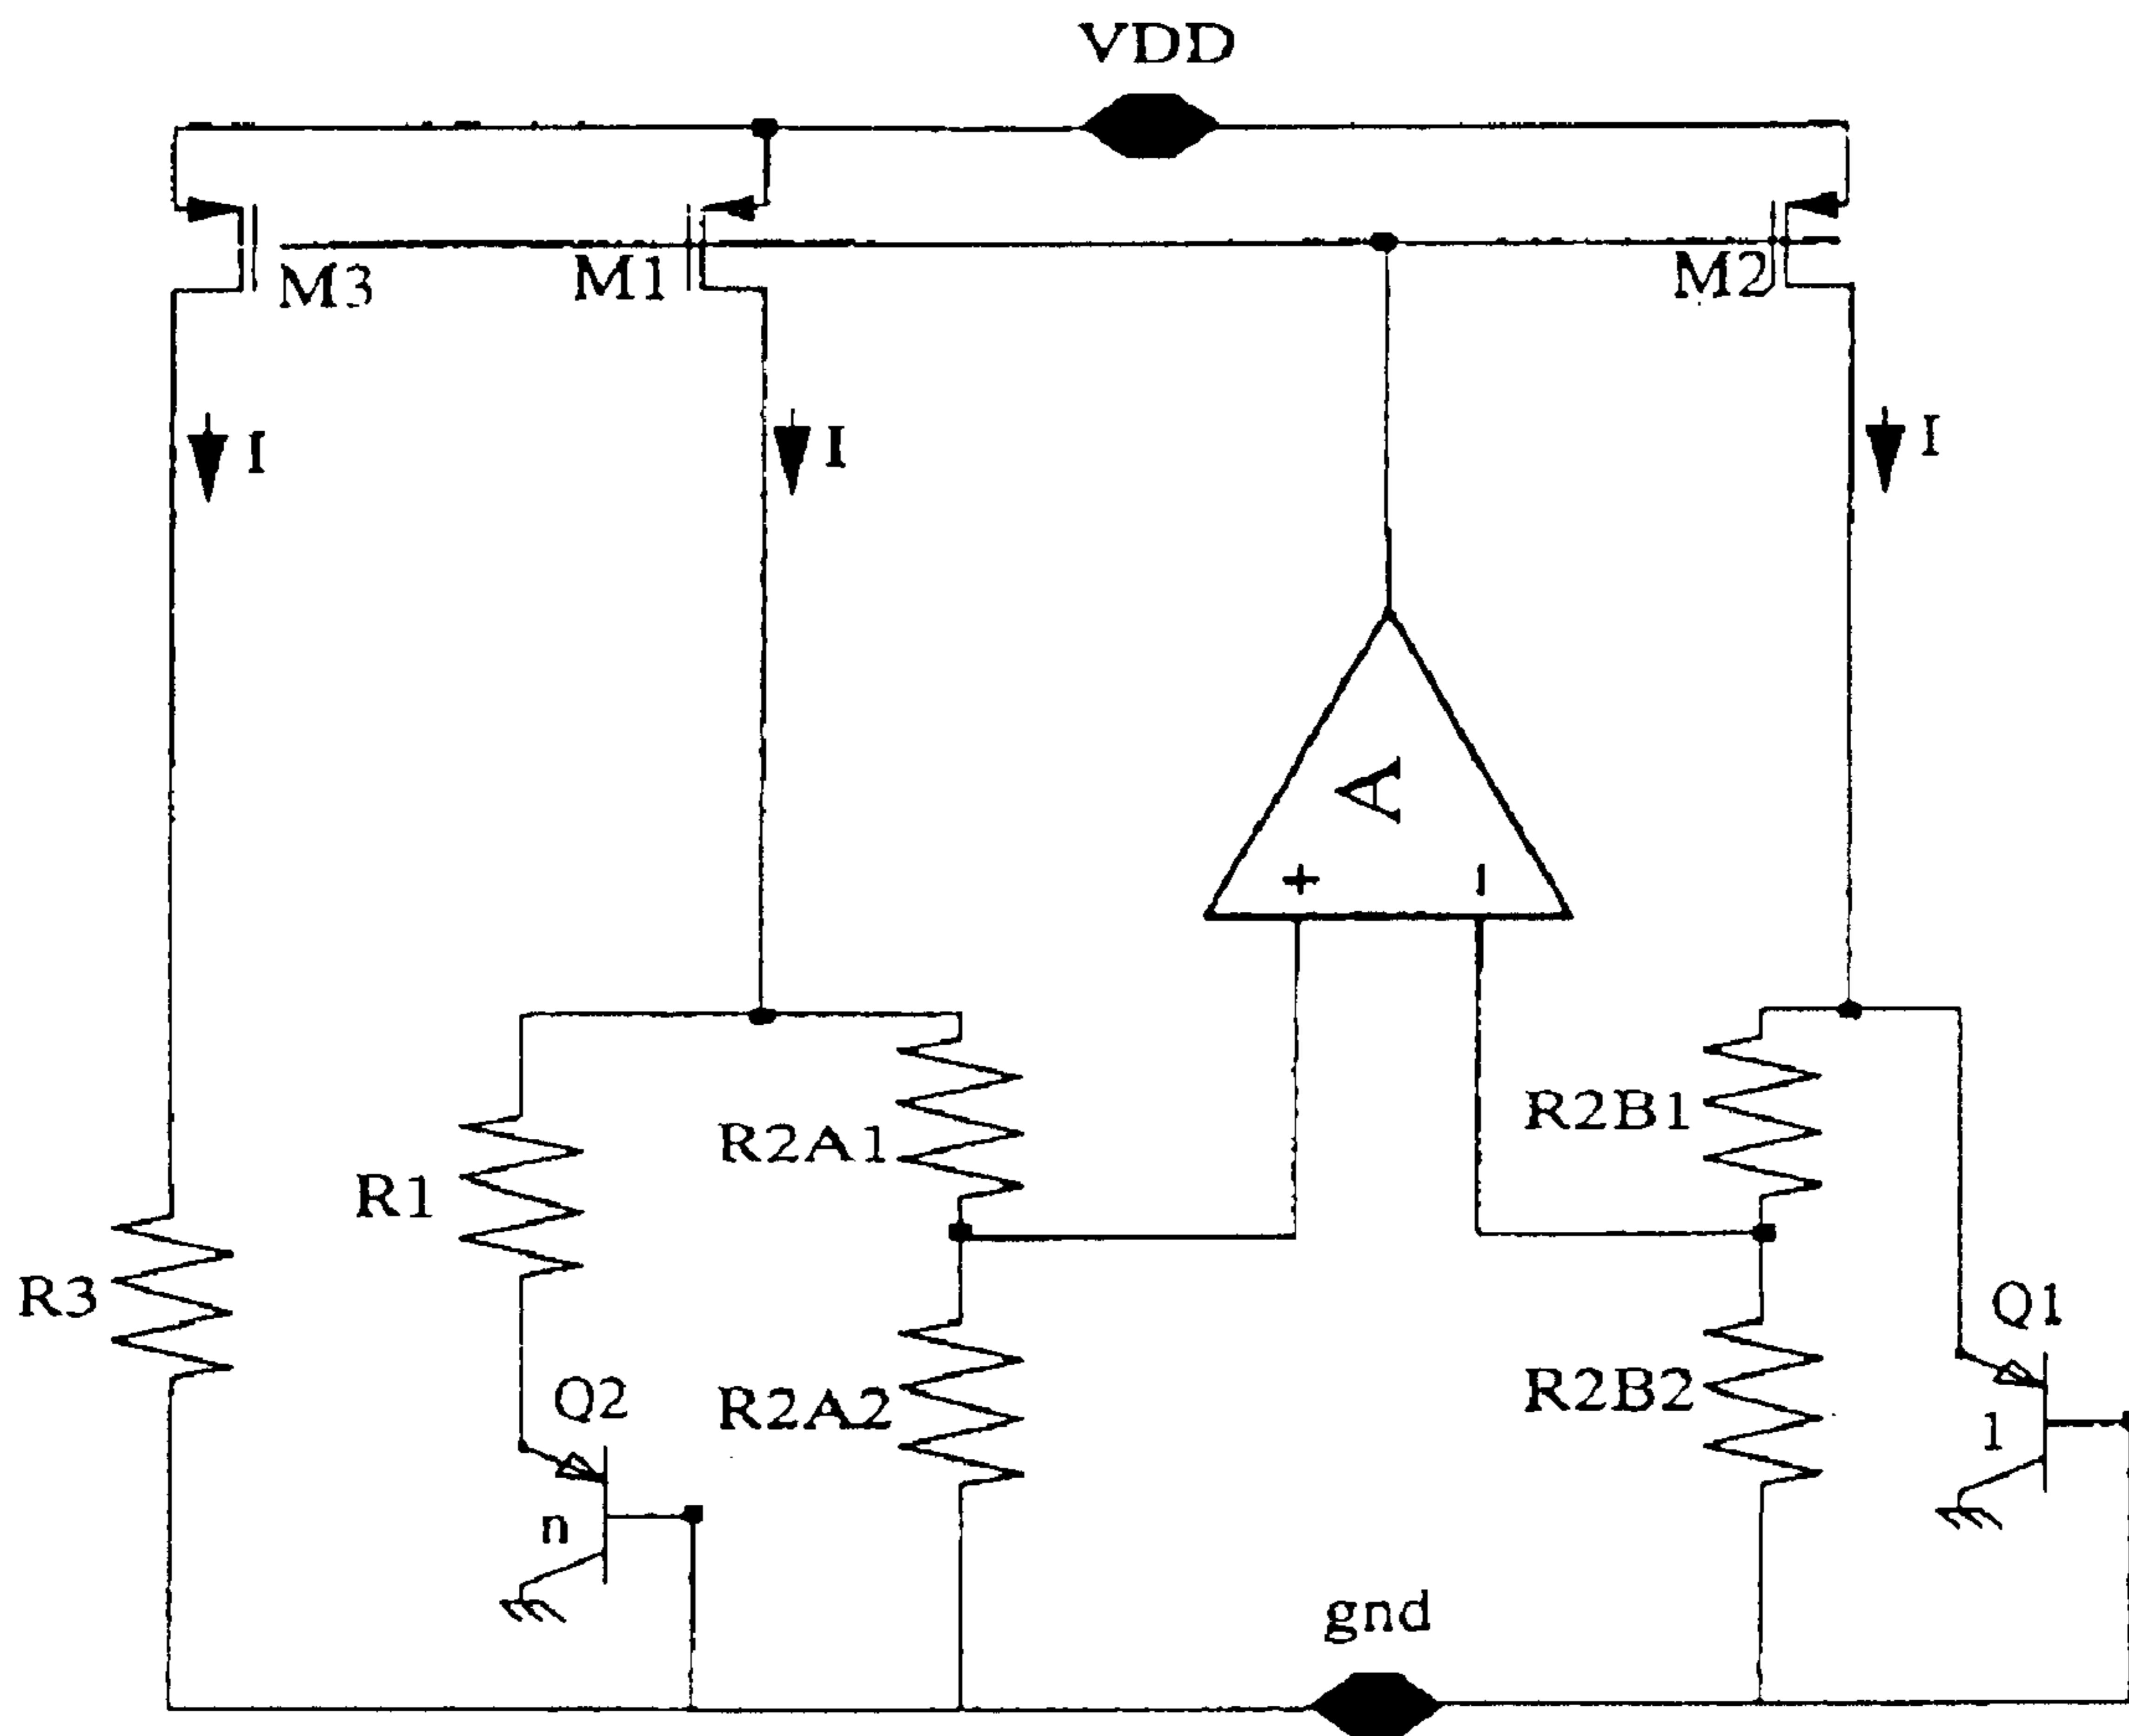 VDD
M3
M1
M2
I
I
I
A
+
-
R2A1
R2B1
R1
R3
Q1
Q2
R2A2
R2B2
1
n
gnd